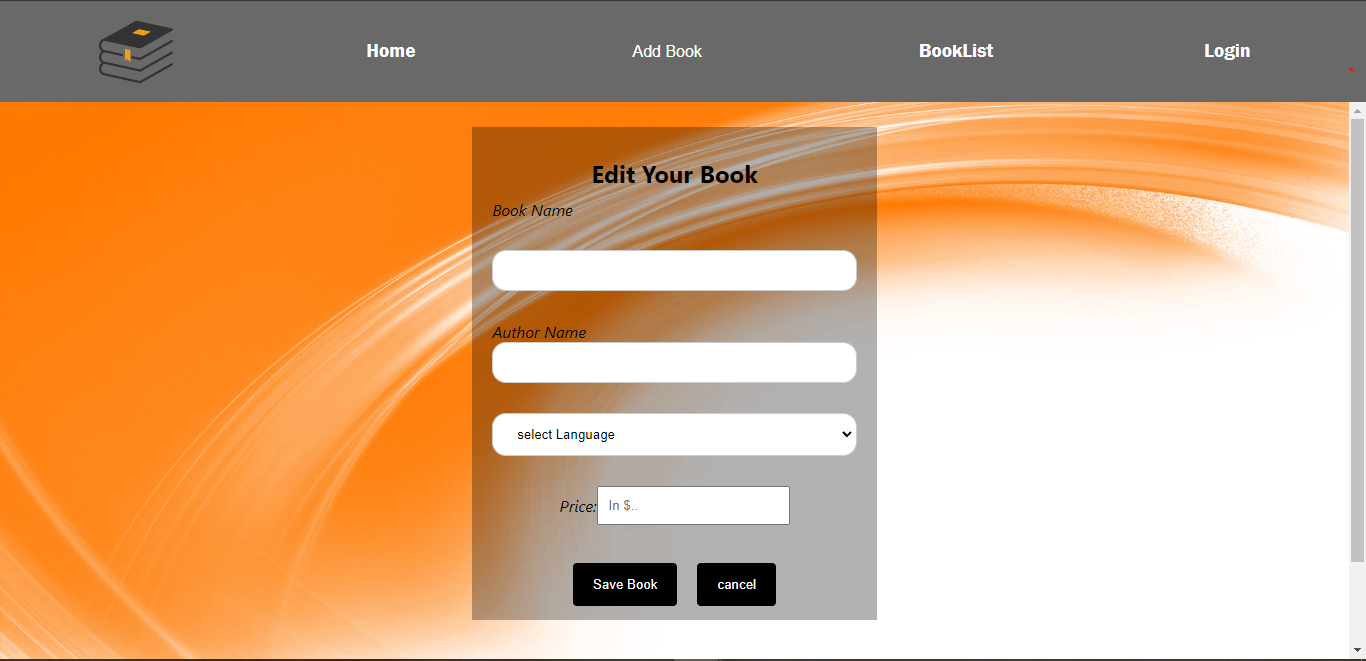 Home Add Book BookList Login
Edit Your Book
Book Name
Author Name
select Language
Price: In $..
Save Book cancel